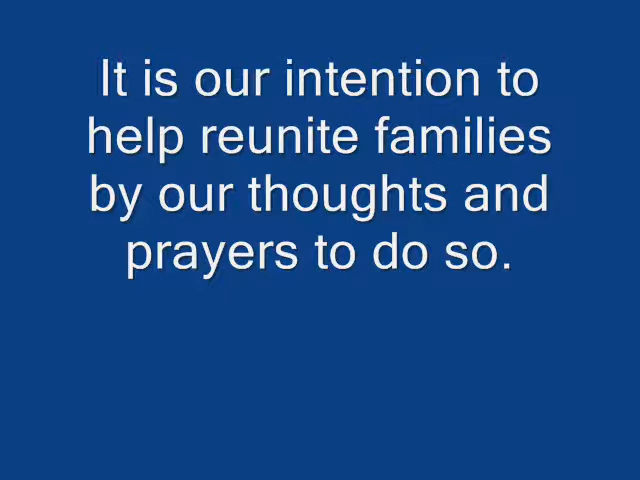 It is our intention to
help reunite families
by our thoughts and
prayers to do so.